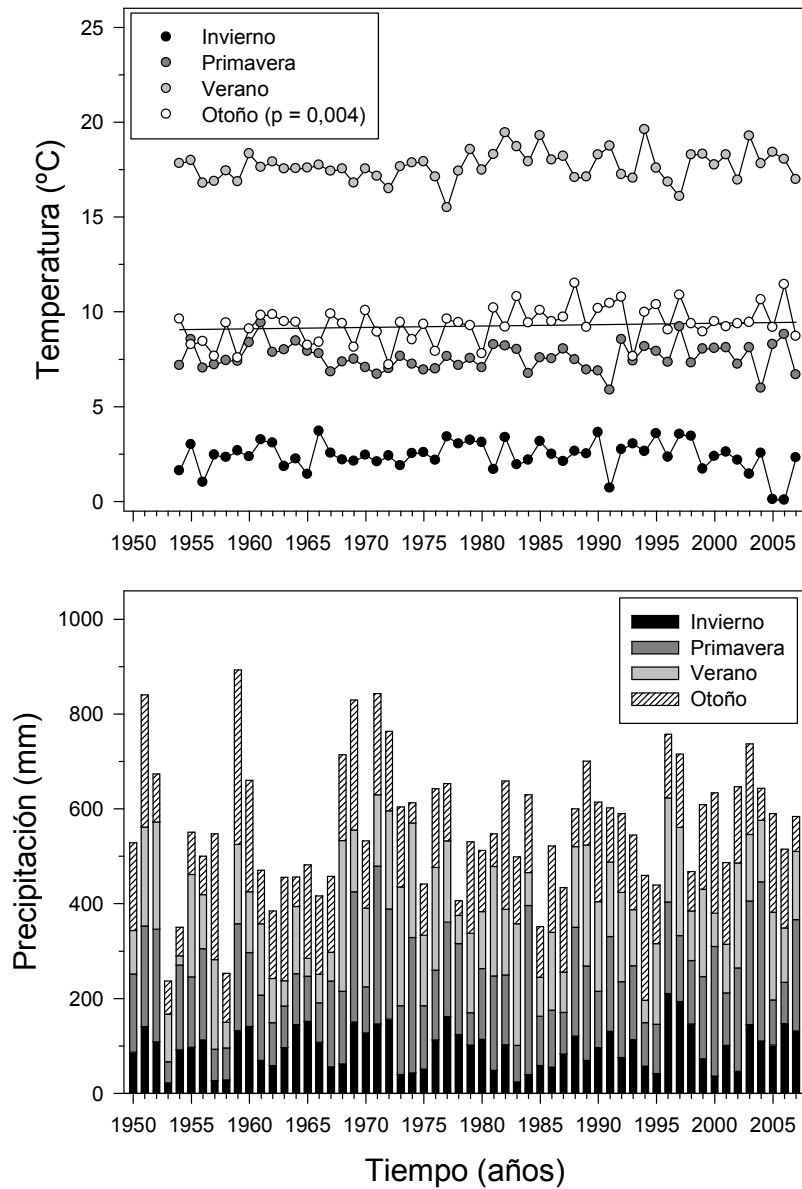 25
20
15
10
5
0
Temperatura (ºC)
Invierno
Primavera
Verano
Otoño (p = 0,004)
1950 1955 1960 1965 1970 1975 1980 1985 1990 1995 2000 2005
1000
800
600
400
200
0
Precipitación (mm)
Invierno
Primavera
Verano
Otoño
1950 1955 1960 1965 1970 1975 1980 1985 1990 1995 2000 2005
Tiempo (años)